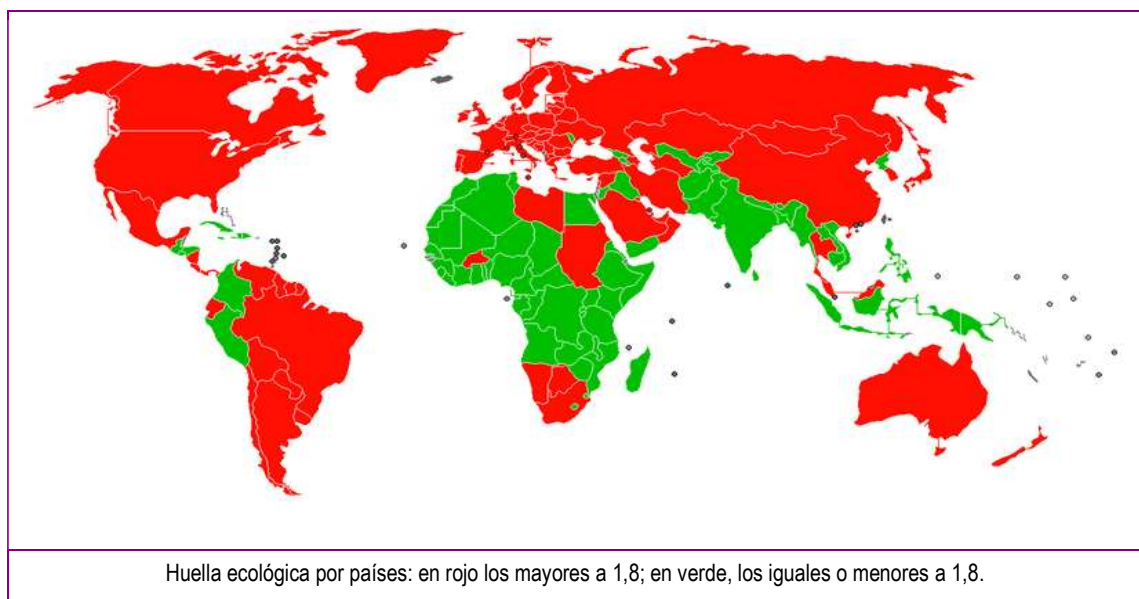 Huella ecológica por países: en rojo los mayores a 1,8; en verde, los iguales o menores a 1,8.